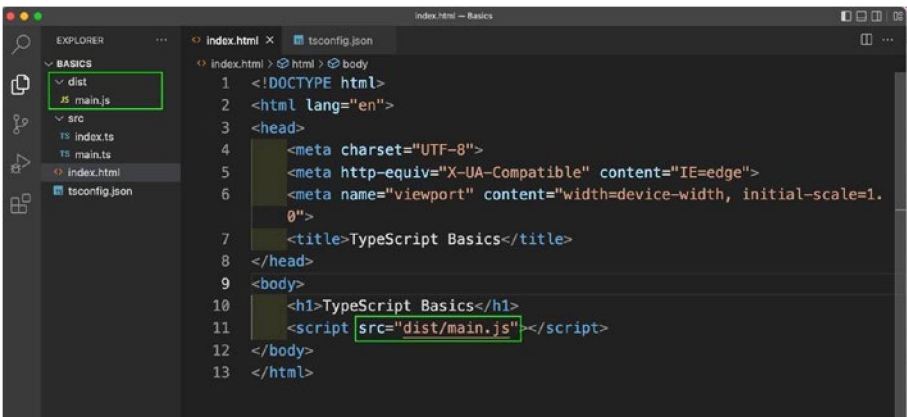 index.html — Basics
EXPLORER ...
BASICS
dist
JS main.js
src
TS index.ts
TS main.ts
<> index.html
tsconfig.json
<> index.html ×
tsconfig.json
...
<> index.html > html > body
1 <!DOCTYPE html>
2 <html lang="en">
3 <head>
4 <meta charset="UTF-8">
5 <meta http-equiv="X-UA-Compatible" content="IE=edge">
6 <meta name="viewport" content="width=device-width, initial-scale=1.
0">
7 <title>TypeScript Basics</title>
8 </head>
9 <body>
10 <h1>TypeScript Basics</h1>
11 <script src="dist/main.js"></script>
12 </body>
13 </html>